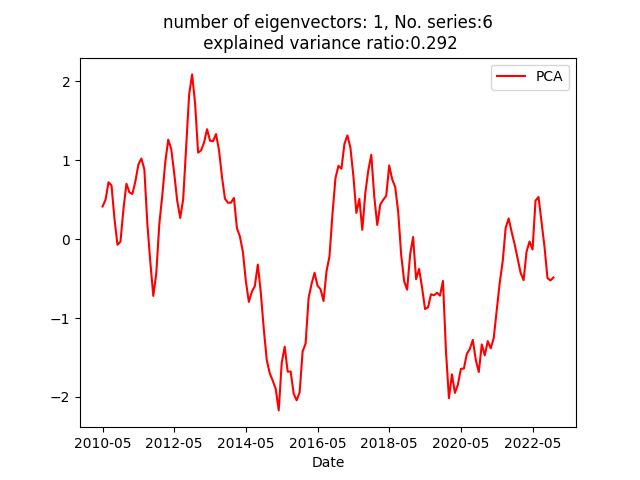 number of eigenvectors: 1, No. series:6
explained variance ratio:0.292
PCA
2
1
0
−1
−2
2010-05 2012-05 2014-05 2016-05 2018-05 2020-05 2022-05
Date